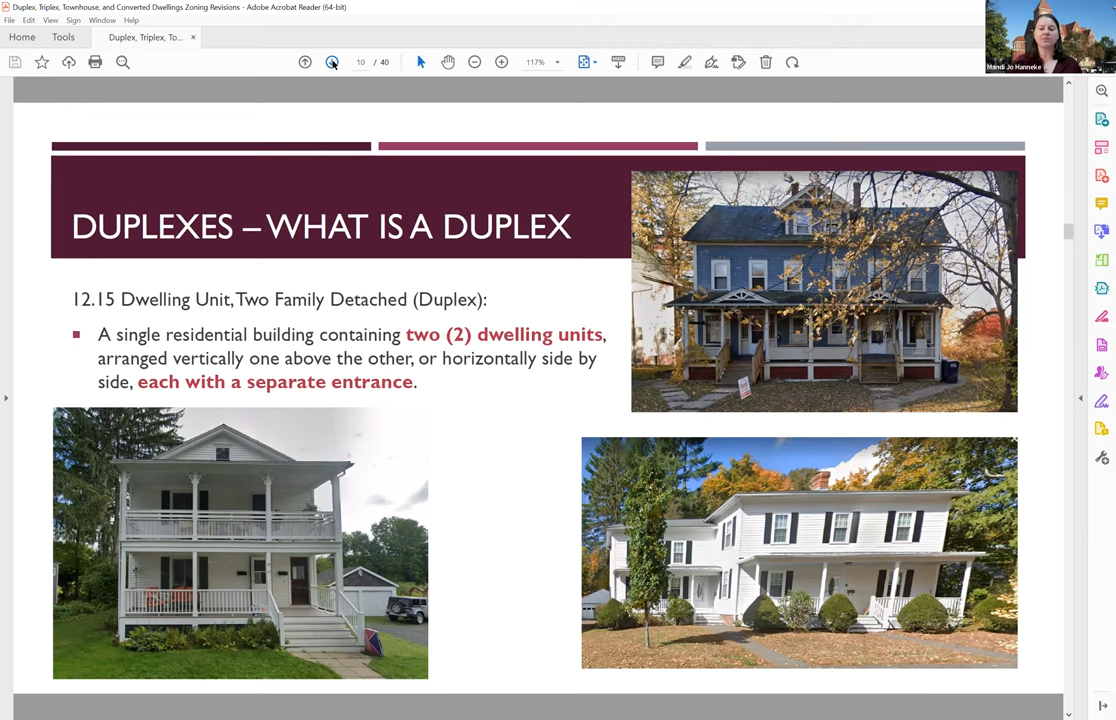 Duplex, Triplex, Townhouse, and Converted Dwellings Zoning Revisions - Adobe Acrobat Reader (64-bit)
File Edit View Sign Window Help
Home Tools Duplex, Triplex, To... ×
10 / 40 117%
Mandi Jo Hanneke
DUPLEXES – WHAT IS A DUPLEX
12.15 Dwelling Unit, Two Family Detached (Duplex):
A single residential building containing two (2) dwelling units,
arranged vertically one above the other, or horizontally side by
side, each with a separate entrance.